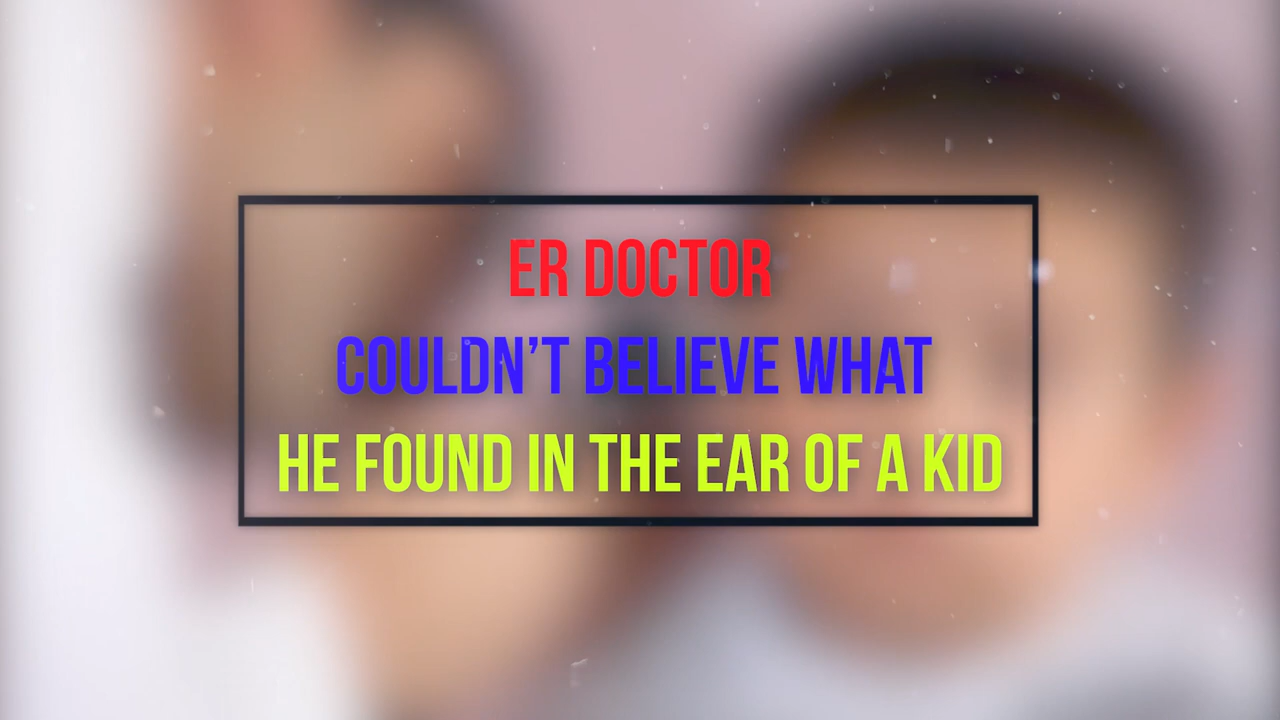 ER DOCTOR
COULDN'T BELIEVE WHAT
HE FOUND IN THE EAR OF A KID